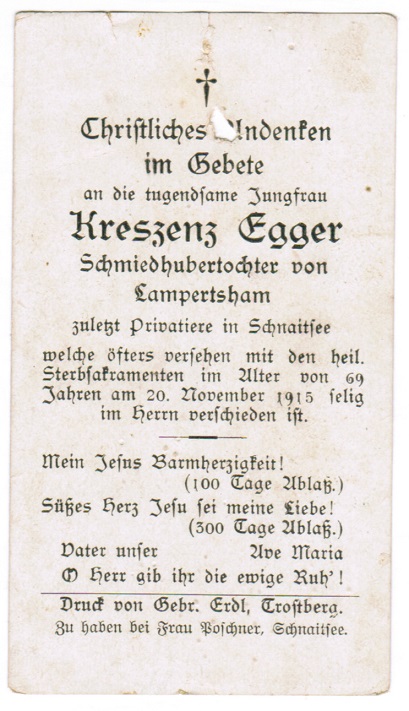 †
Christliches Andenken
im Gebete
an die tugendsame Jungfrau
Kreszenz Egger
Schmiedhubertochter von
Lampertsham
zuletzt Privatiere in Schnaitsee
welche öfters versehen mit den heil.
Sterbsakramenten im Alter von 69
Jahren am 20. November 1915 selig
im Herrn verschieden ist.
Mein Jesus Barmherzigkeit!
(100 Tage Ablaß.)
Süßes Herz Jesu sei meine Liebe!
(300 Tage Ablaß.)
Vater unser Ave Maria
O Herr gib ihr die ewige Ruh'!
Druck von Gebr. Erdl, Trostberg.
Zu haben bei Frau Poschner, Schnaitsee.